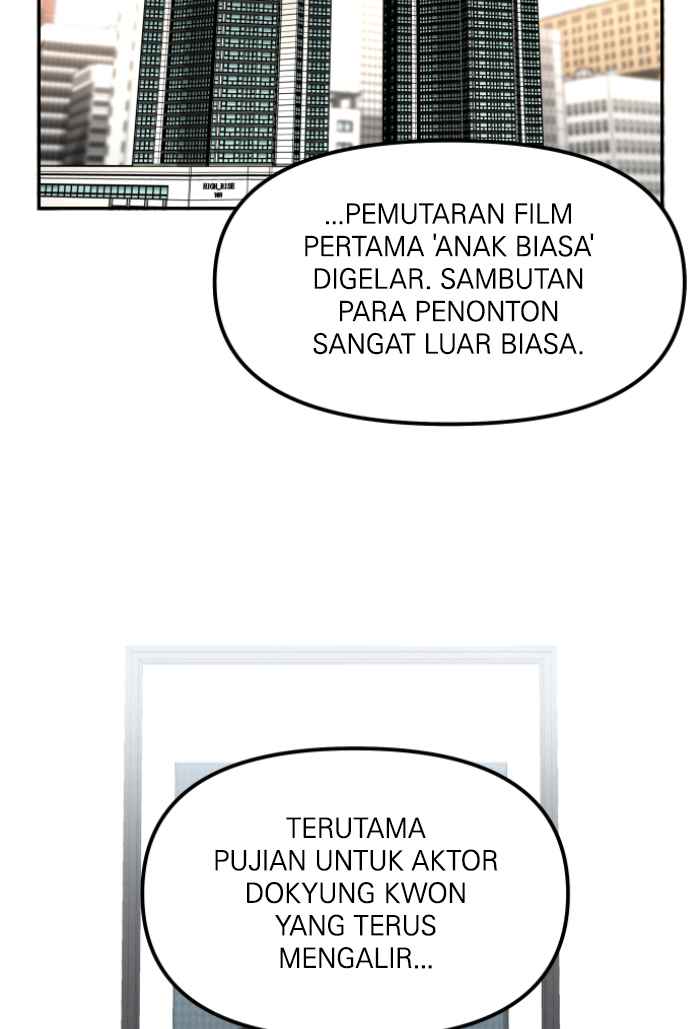 HIGH_RISE
...PEMUTARAN FILM
PERTAMA 'ANAK BIASA'
DIGELAR. SAMBUTAN
PARA PENONTON
SANGAT LUAR BIASA.
TERUTAMA
PUJIAN UNTUK AKTOR
DOKYUNG KWON
YANG TERUS
MENGALIR...